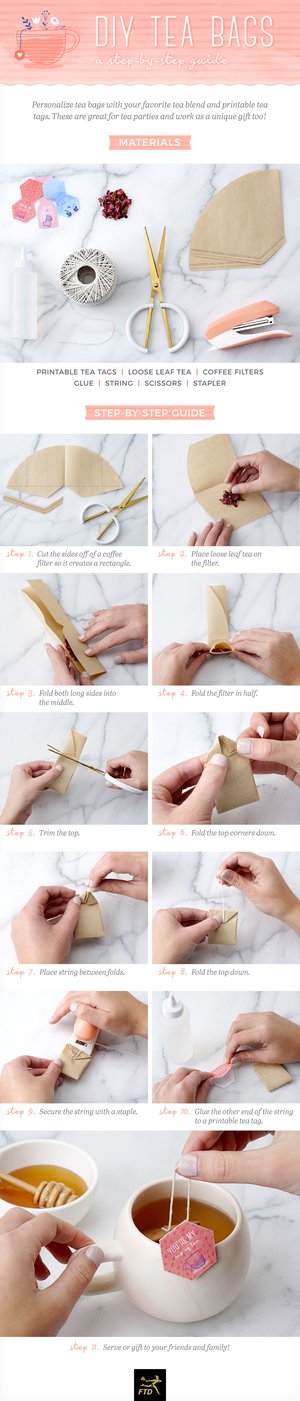 DIY TEA BAGS
a step-by-step guide
Personalize tea bags with your favorite tea blend and printable tea
tags. These are great for tea parties and work as a unique gift too!
MATERIALS
PRINTABLE TEA TAGS | LOOSE LEAF TEA | COFFEE FILTERS
GLUE | STRING | SCISSORS | STAPLER
STEP-BY-STEP GUIDE
step 1. Cut the sides off of a coffee
filter so it creates a rectangle.
step 2. Place loose leaf tea on
the filter.
step 3. Fold both long sides into
the middle.
step 4. Fold the filter in half.
step 5. Trim the top.
step 6. Fold the top corners down.
step 7. Place string between folds.
step 8. Fold the top down.
step 9. Secure the string with a staple.
step 10. Glue the other end of the string
to a printable tea tag.
YOU'RE MY
cup of tea
step 11. Serve or gift to your friends and family!
FTD